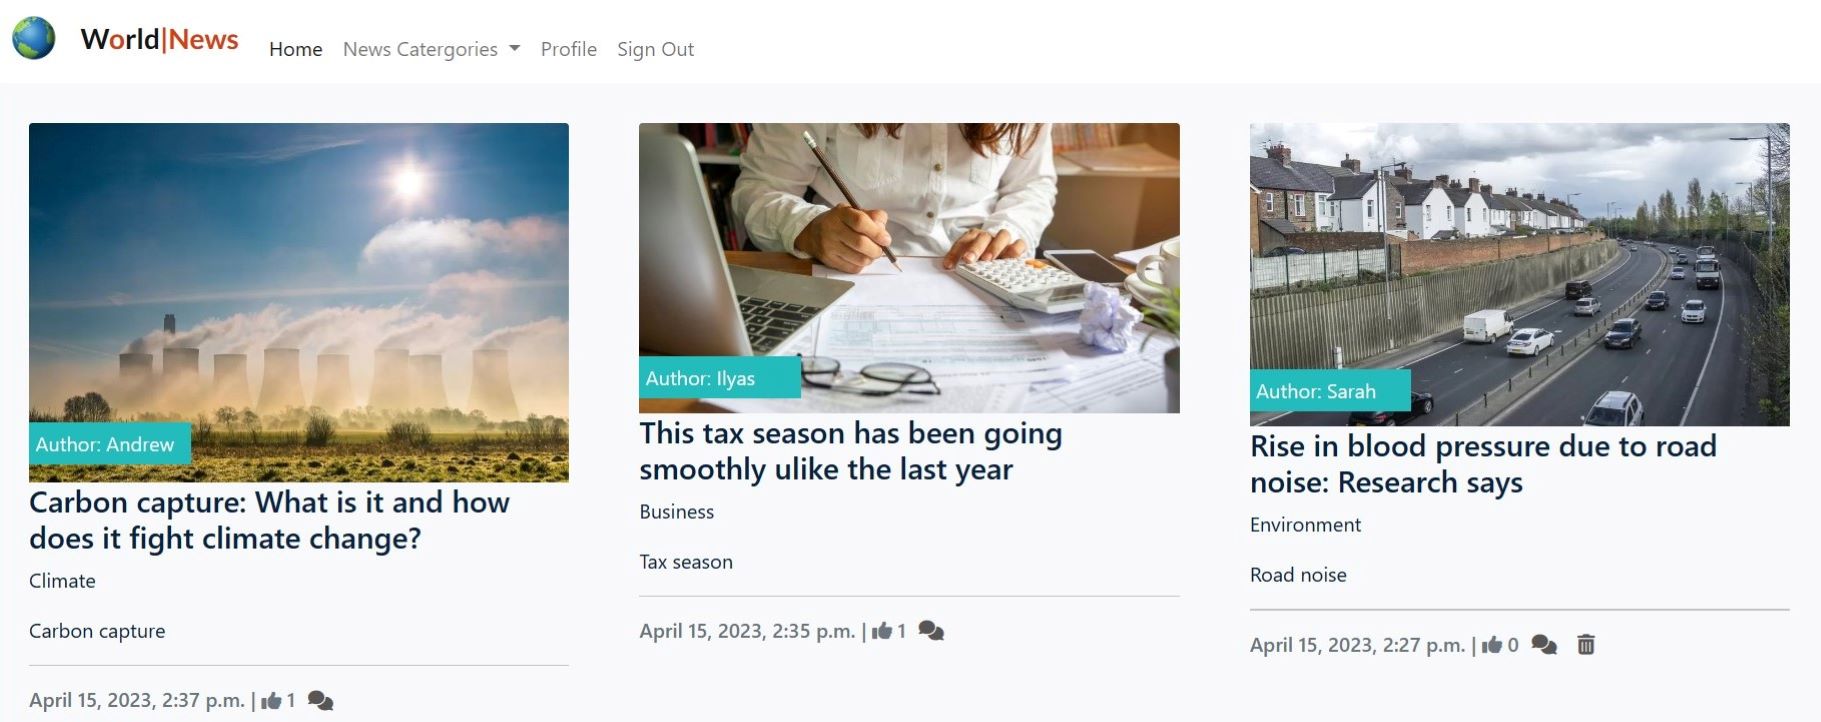 World|News Home News Catergories Profile Sign Out
Author: Andrew
Carbon capture: What is it and how
does it fight climate change?
Climate
Carbon capture
April 15, 2023, 2:37 p.m. | 1
Author: Ilyas
This tax season has been going
smoothly ulike the last year
Business
Tax season
April 15, 2023, 2:35 p.m. | 1
Author: Sarah
Rise in blood pressure due to road
noise: Research says
Environment
Road noise
April 15, 2023, 2:27 p.m. | 0